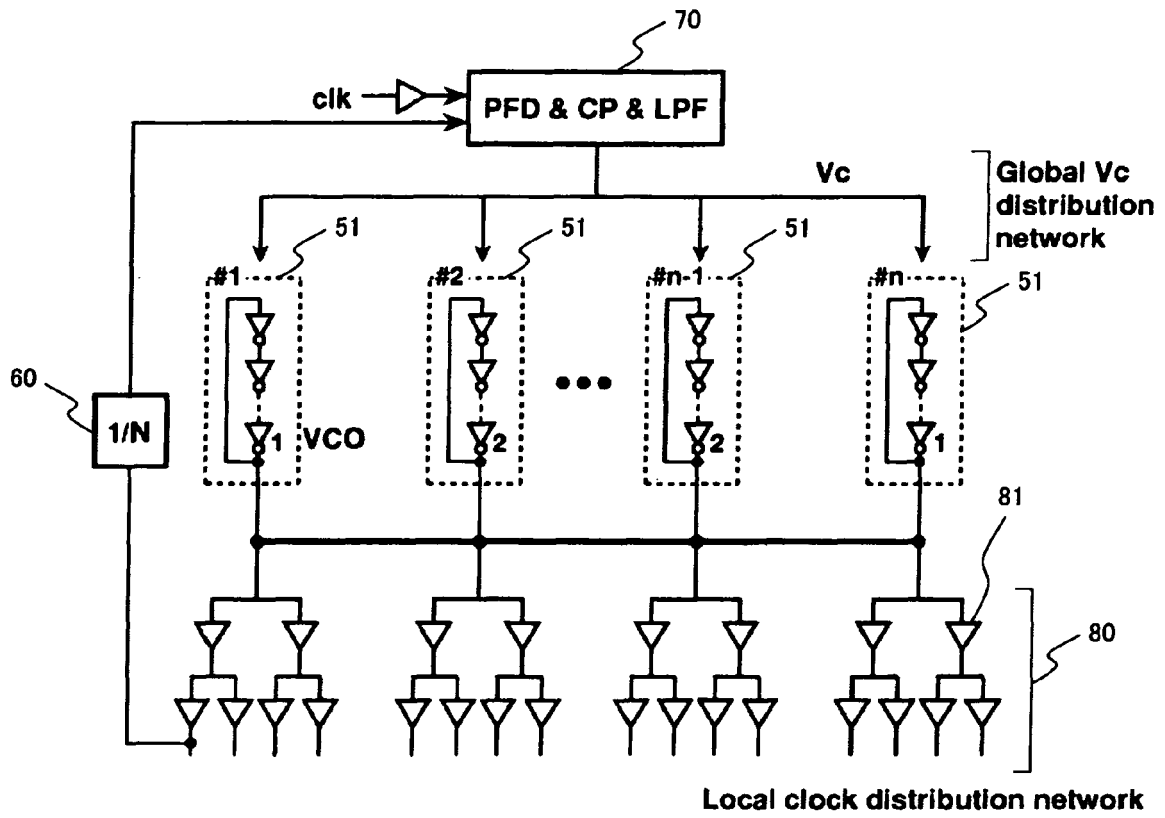 70
clk
PFD & CP & LPF
Vc
Global Vc
distribution
network
51
51
51
51
#1
#2
#n-1
#n
60
1/N
1
VCO
2
2
1
81
80
Local clock distribution network